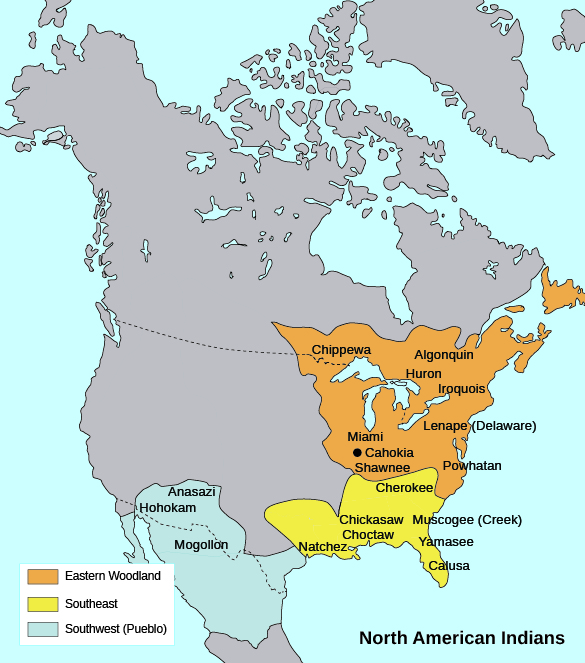 Chippewa
Algonquin
Huron
Iroquois
Lenape (Delaware)
Miami
Cahokia
Shawnee
Powhatan
Cherokee
Anasazi
Hohokam
Chickasaw
Muscogee (Creek)
Choctaw
Yamasee
Mogollon
Natchez
Calusa
Eastern Woodland
Southeast
Southwest (Pueblo)
North American Indians